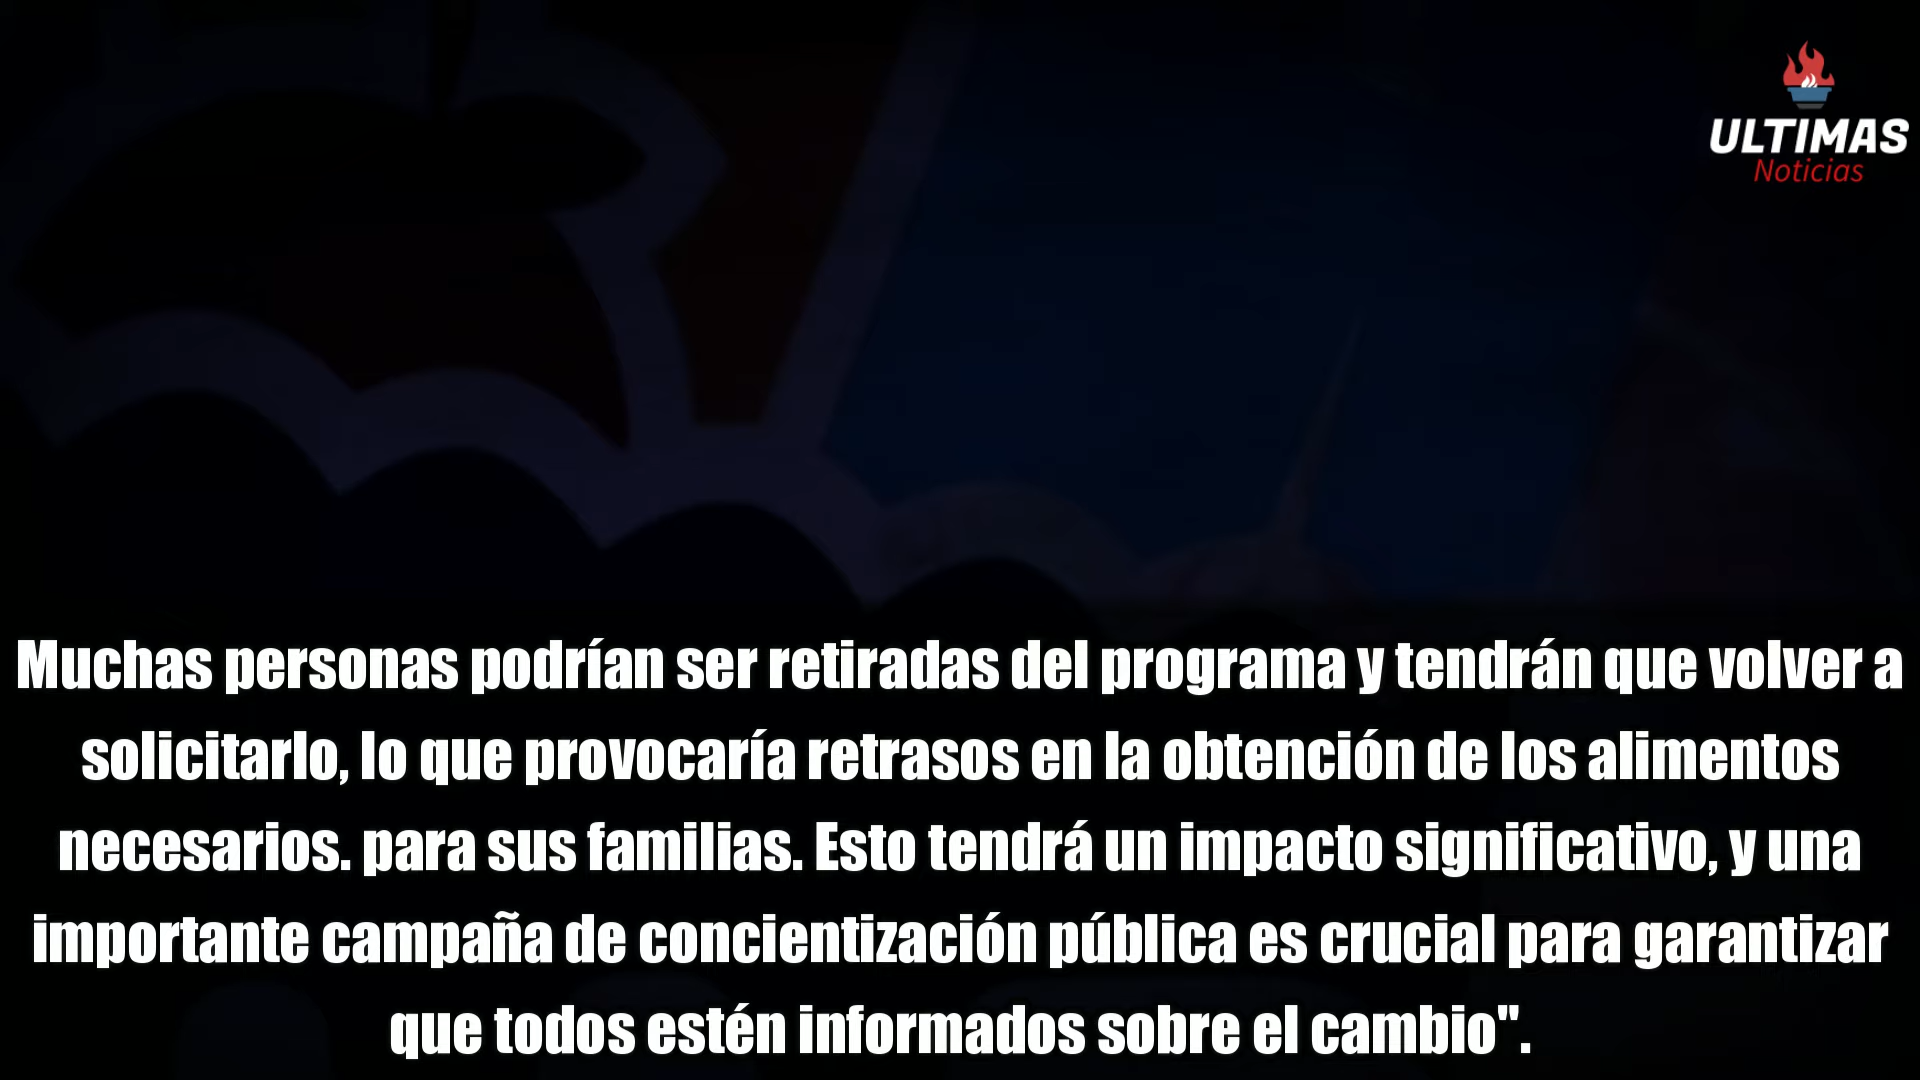 ULTIMAS
Noticias
Muchas personas podrían ser retiradas del programa y tendrán que volver a
solicitarlo, lo que provocaría retrasos en la obtención de los alimentos
necesarios. para sus familias. Esto tendrá un impacto significativo, y una
importante campaña de concientización pública es crucial para garantizar
que todos estén informados sobre el cambio".